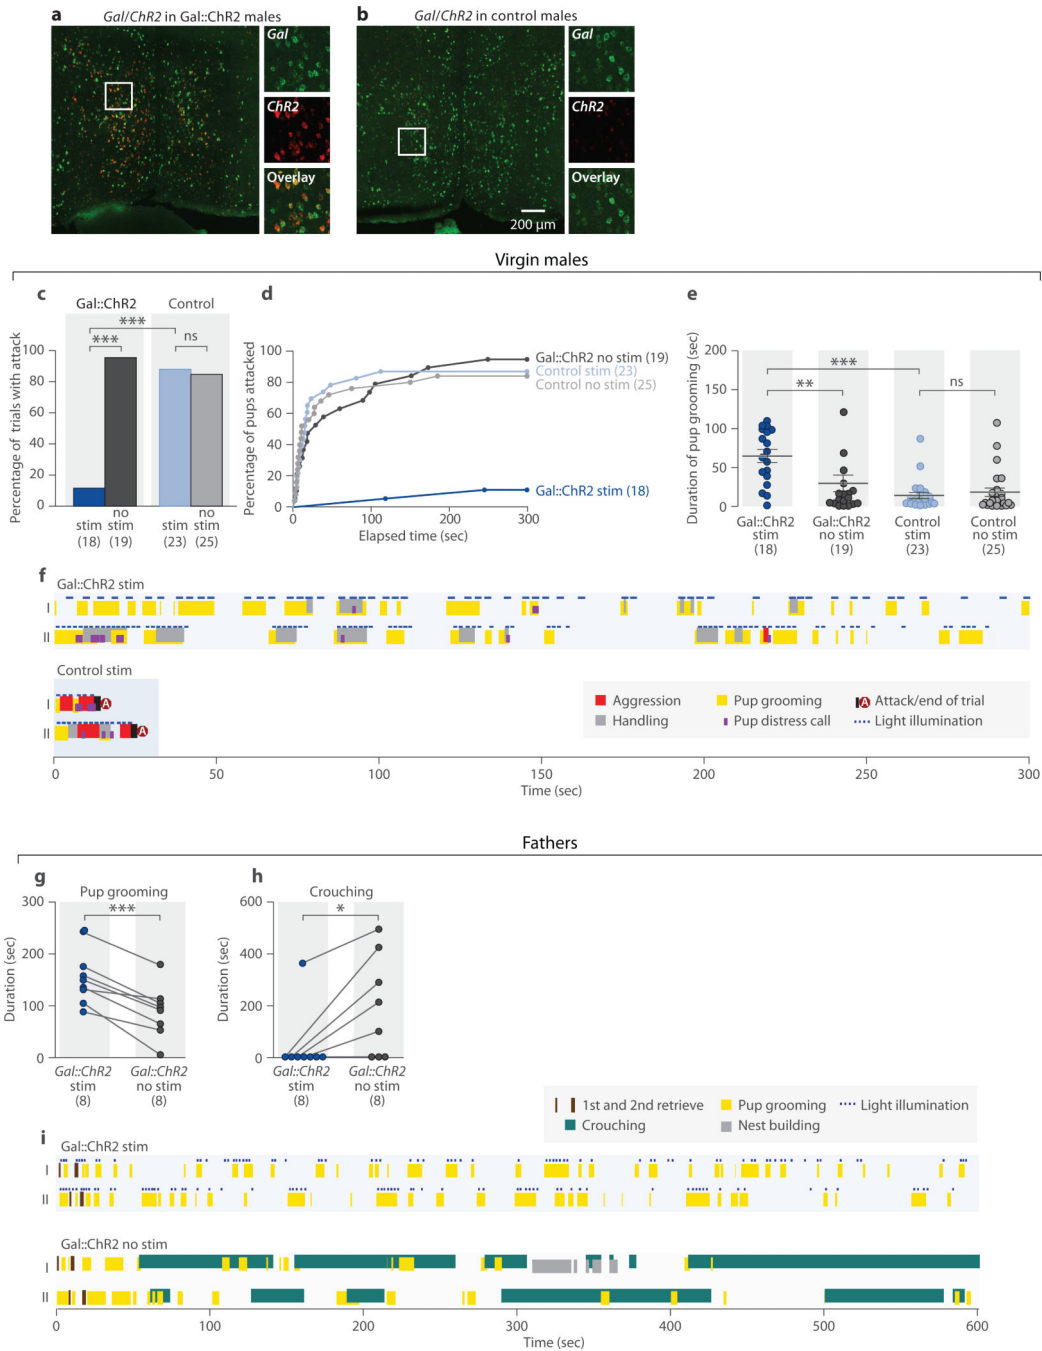 a Gal/ChR2 in Gal::ChR2 males
Gal
ChR2
Overlay
b Gal/ChR2 in control males
Gal
ChR2
Overlay
200 μm
Virgin males
c
Gal::ChR2 Control
***
*** ns
Percentage of trials with attack
100
80
60
40
20
0
stim (18)
no stim (19)
stim (23)
no stim (25)
d
Percentage of pups attacked
100
80
60
40
20
0
Gal::ChR2 no stim (19)
Control stim (23)
Control no stim (25)
Gal::ChR2 stim (18)
0 100 200 300
Elapsed time (sec)
e
Duration of pup grooming (sec)
200
150
100
50
0
***
** ns
Gal::ChR2 stim (18)
Gal::ChR2 no stim (19)
Control stim (23)
Control no stim (25)
f
Gal::ChR2 stim
I
II
Control stim
I
A
II
A
Aggression
Pup grooming
A Attack/end of trial
Handling
Pup distress call
Light illumination
0 50 100 150 200 250 300
Time (sec)
Fathers
g
Pup grooming
***
Duration (sec)
300
200
100
0
Gal::ChR2 stim (8)
Gal::ChR2 no stim (8)
h
Crouching
*
Duration (sec)
600
400
200
0
Gal::ChR2 stim (8)
Gal::ChR2 no stim (8)
1st and 2nd retrieve
Pup grooming
Light illumination
Crouching
Nest building
i
Gal::ChR2 stim
I
II
Gal::ChR2 no stim
I
II
0 100 200 300 400 500 600
Time (sec)